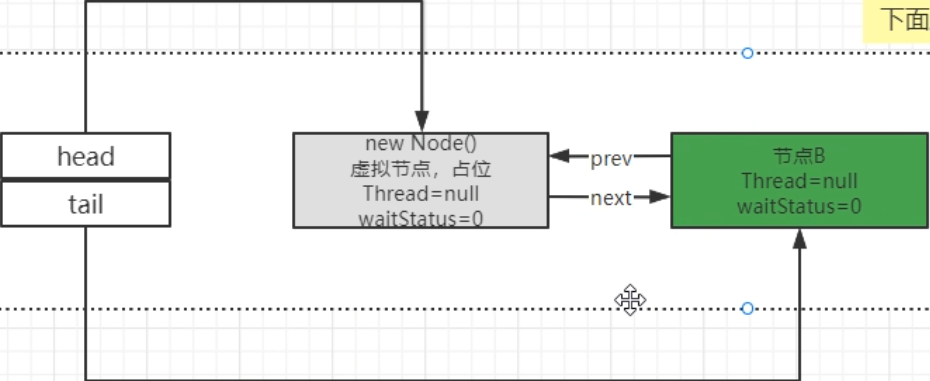 下面
head
tail
new Node()
虚拟节点，占位
Thread=null
waitStatus=0
prev
next
节点B
Thread=null
waitStatus=0